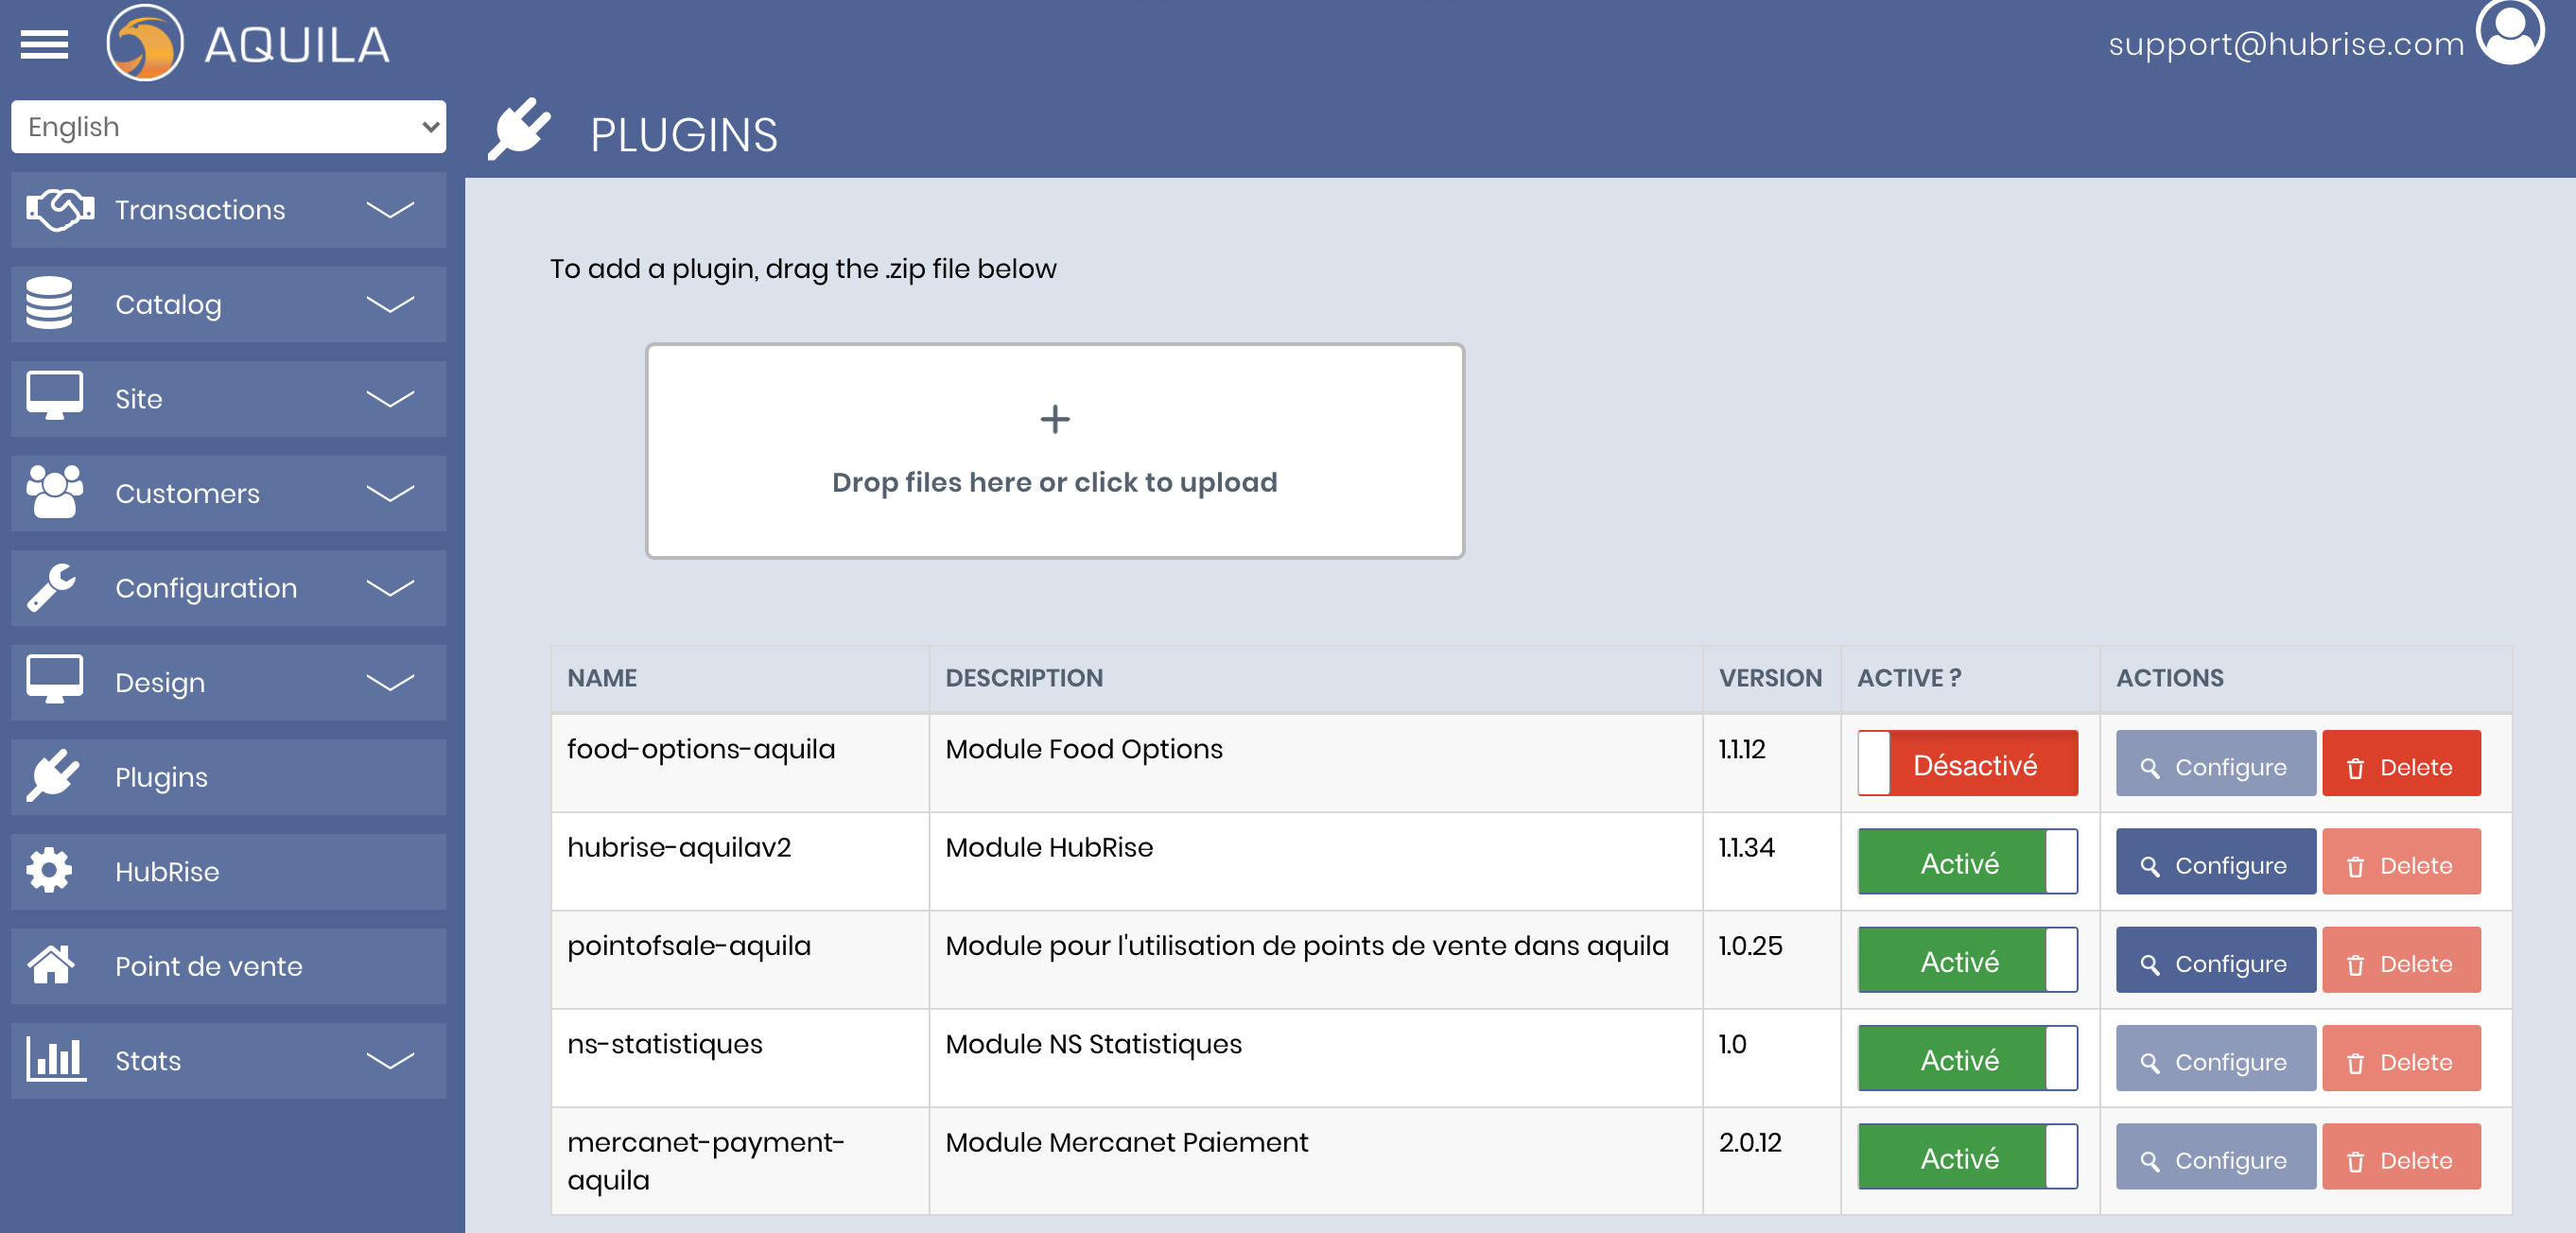 AQUILA
support@hubrise.com
English
PLUGINS
Transactions
Catalog
Site
Customers
Configuration
Design
Plugins
HubRise
Point de vente
Stats
To add a plugin, drag the .zip file below
+
Drop files here or click to upload
NAME DESCRIPTION VERSION ACTIVE ? ACTIONS
food-options-aquila Module Food Options 1.1.12 Désactivé Configure Delete
hubrise-aquilav2 Module HubRise 1.1.34 Activé Configure Delete
pointofsale-aquila Module pour l'utilisation de points de vente dans aquila 1.0.25 Activé Configure Delete
ns-statistiques Module NS Statistiques 1.0 Activé Configure Delete
mercanet-payment- Module Mercanet Paiement 2.0.12 Activé Configure Delete
aquila